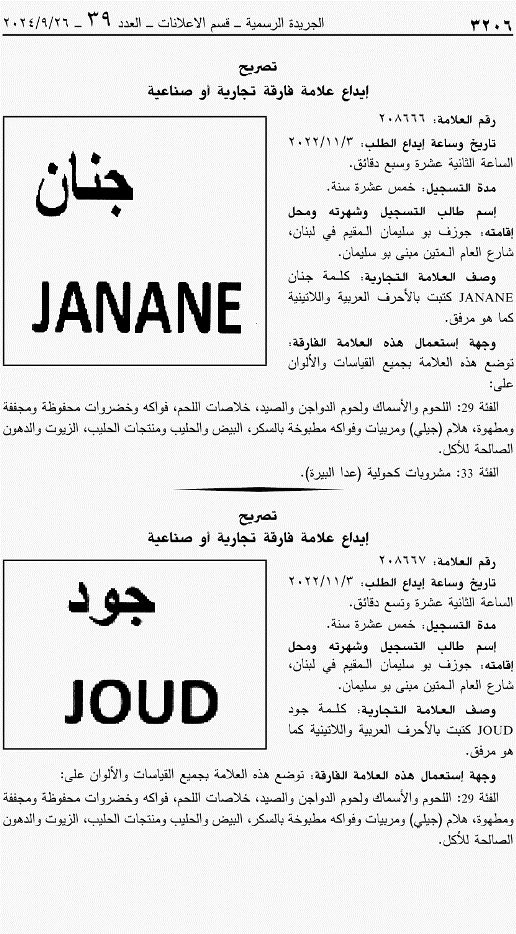 ٣٢٠٦
الجريدة الرسمية ــ قسم الاعلانات ــ العدد ٣٩ ــ ٢٠٢٤/٩/٢٦
تصريح
إيداع علامة فارقة تجارية أو صناعية
رقم العلامة: ٢٠٨٦٦٦
تاريخ وساعة إيداع الطلب: ٢٠٢٢/١١/٣
الساعة الثانية عشرة وسبع دقائق.
مدة التسجيل: خمس عشرة سنة.
إسم طالب التسجيل وشهرته ومحل
إقامته: جوزف بو سليمان المقيم في لبنان،
شارع العام المتين مبنى بو سليمان.
وصف العلامة التجارية: كلمة جنان
JANANE كتبت بالأحرف العربية واللاتينية
كما هو مرفق.
وجهة إستعمال هذه العلامة الفارقة:
توضع هذه العلامة بجميع القياسات والألوان
على:
جنان
JANANE
الفئة 29: اللحوم والأسماك ولحوم الدواجن والصيد، خلاصات اللحم، فواكه وخضروات محفوظة ومجففة
ومطهوة، هلام (جيلي) ومربيات وفواكه مطبوخة بالسكر، البيض والحليب ومنتجات الحليب، الزيوت والدهون
الصالحة للأكل.
الفئة 33: مشروبات كحولية (عدا البيرة).
تصريح
إيداع علامة فارقة تجارية أو صناعية
رقم العلامة: ٢٠٨٦٦٧
تاريخ وساعة إيداع الطلب: ٢٠٢٢/١١/٣
الساعة الثانية عشرة وتسع دقائق.
مدة التسجيل: خمس عشرة سنة.
إسم طالب التسجيل وشهرته ومحل
إقامته: جوزف بو سليمان المقيم في لبنان،
شارع العام المتين مبنى بو سليمان.
وصف العلامة التجارية: كلمة جود
JOUD كتبت بالأحرف العربية واللاتينية كما
هو مرفق.
جود
JOUD
وجهة إستعمال هذه العلامة الفارقة: توضع هذه العلامة بجميع القياسات والألوان على:
الفئة 29: اللحوم والأسماك ولحوم الدواجن والصيد، خلاصات اللحم، فواكه وخضروات محفوظة ومجففة
ومطهوة، هلام (جيلي) ومربيات وفواكه مطبوخة بالسكر، البيض والحليب ومنتجات الحليب، الزيوت والدهون
الصالحة للأكل.